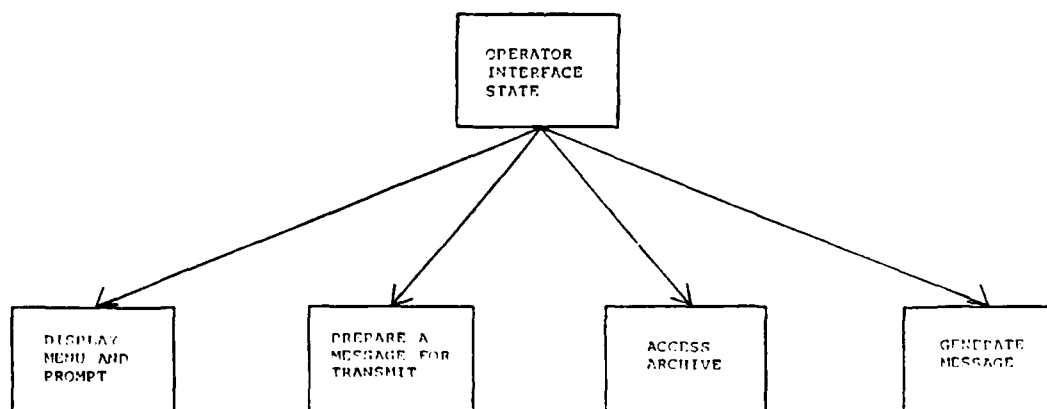 OPERATOR
INTERFACE
STATE
DISPLAY
MENU AND
PROMPT
PREPARE A
MESSAGE FOR
TRANSMIT
ACCESS
ARCHIVE
GENERATE
MESSAGE